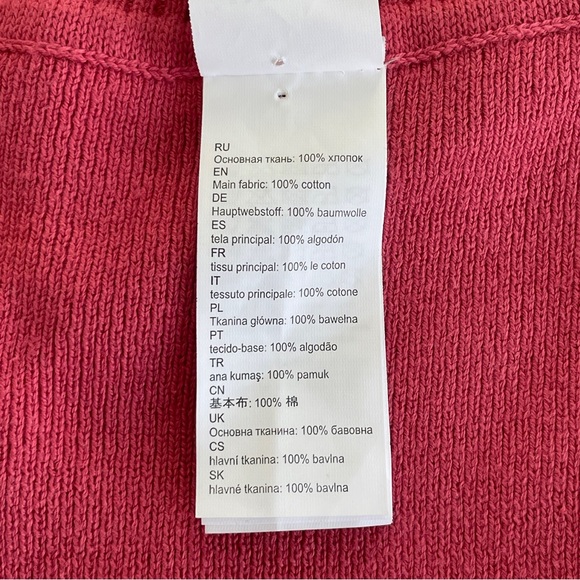 RU
Основная ткань: 100% хлопок
EN
Main fabric: 100% cotton
DE
Hauptwebstoff: 100% baumwolle
ES
tela principal: 100% algodón
FR
tissu principal: 100% le coton
IT
tessuto principale: 100% cotone
PL
Tkanina główna: 100% bawełna
PT
tecido-base: 100% algodão
TR
ana kumaş: 100% pamuk
CN
基本布: 100% 棉
UK
Основна тканина: 100% бавовна
CS
hlavní tkanina: 100% bavlna
SK
hlavné tkanina: 100% bavlna